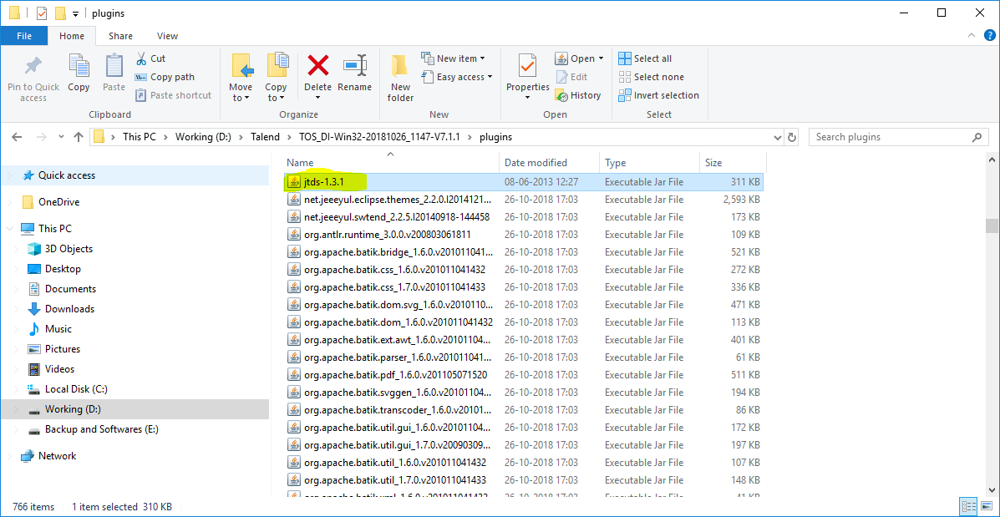 plugins
File Home Share View
Pin to Quick access
Copy
Paste
Cut
Copy path
Paste shortcut
Clipboard
Move to
Copy to
Delete
Rename
Organize
New folder
New item
Easy access
New
Properties
Open
Edit
History
Open
Select all
Select none
Invert selection
Select
This PC Working (D:) Talend TOS_DI-Win32-20181026_1147-V7.1.1 plugins
Search plugins
Quick access
OneDrive
This PC
3D Objects
Desktop
Documents
Downloads
Music
Pictures
Videos
Local Disk (C:)
Working (D:)
Backup and Softwares (E:)
Network
Name Date modified Type Size
jtds-1.3.1 08-06-2013 12:27 Executable Jar File 311 KB
net.jeeeyul.eclipse.themes_2.2.0.I2014121... 26-10-2018 17:03 Executable Jar File 2,593 KB
net.jeeeyul.swtend_2.2.5.I20140918-144458 26-10-2018 17:03 Executable Jar File 173 KB
org.antlr.runtime_3.0.0.v200803061811 26-10-2018 17:03 Executable Jar File 109 KB
org.apache.batik.bridge_1.6.0.v201011041... 26-10-2018 17:03 Executable Jar File 521 KB
org.apache.batik.css_1.6.0.v201011041432 26-10-2018 17:03 Executable Jar File 272 KB
org.apache.batik.css_1.7.0.v201011041433 26-10-2018 17:03 Executable Jar File 336 KB
org.apache.batik.dom.svg_1.6.0.v2010110... 26-10-2018 17:03 Executable Jar File 471 KB
org.apache.batik.dom_1.6.0.v201011041432 26-10-2018 17:03 Executable Jar File 113 KB
org.apache.batik.ext.awt_1.6.0.v20101104... 26-10-2018 17:03 Executable Jar File 401 KB
org.apache.batik.parser_1.6.0.v201011041... 26-10-2018 17:03 Executable Jar File 61 KB
org.apache.batik.pdf_1.6.0.v201105071520 26-10-2018 17:03 Executable Jar File 511 KB
org.apache.batik.svggen_1.6.0.v20101104... 26-10-2018 17:03 Executable Jar File 194 KB
org.apache.batik.transcoder_1.6.0.v20101... 26-10-2018 17:03 Executable Jar File 86 KB
org.apache.batik.util.gui_1.6.0.v20101104... 26-10-2018 17:03 Executable Jar File 172 KB
org.apache.batik.util.gui_1.7.0.v20090309... 26-10-2018 17:03 Executable Jar File 197 KB
org.apache.batik.util_1.6.0.v201011041432 26-10-2018 17:03 Executable Jar File 107 KB
org.apache.batik.util_1.7.0.v201011041433 26-10-2018 17:03 Executable Jar File 148 KB
766 items 1 item selected 310 KB